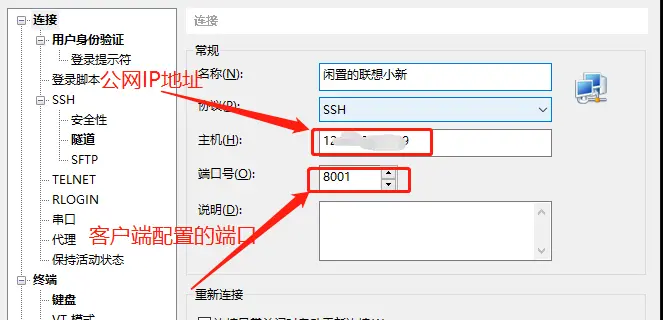 连接
用户身份验证
登录提示符
登录脚本
SSH
安全性
隧道
SFTP
TELNET
RLOGIN
串口
代理
保持活动状态
终端
键盘
VT 模式
连接
常规
名称(N):
闲置的联想小新
协议(P):
SSH
主机(H):
端口号(O):
8001
说明(D):
重新连接
公网IP地址
客户端配置的端口